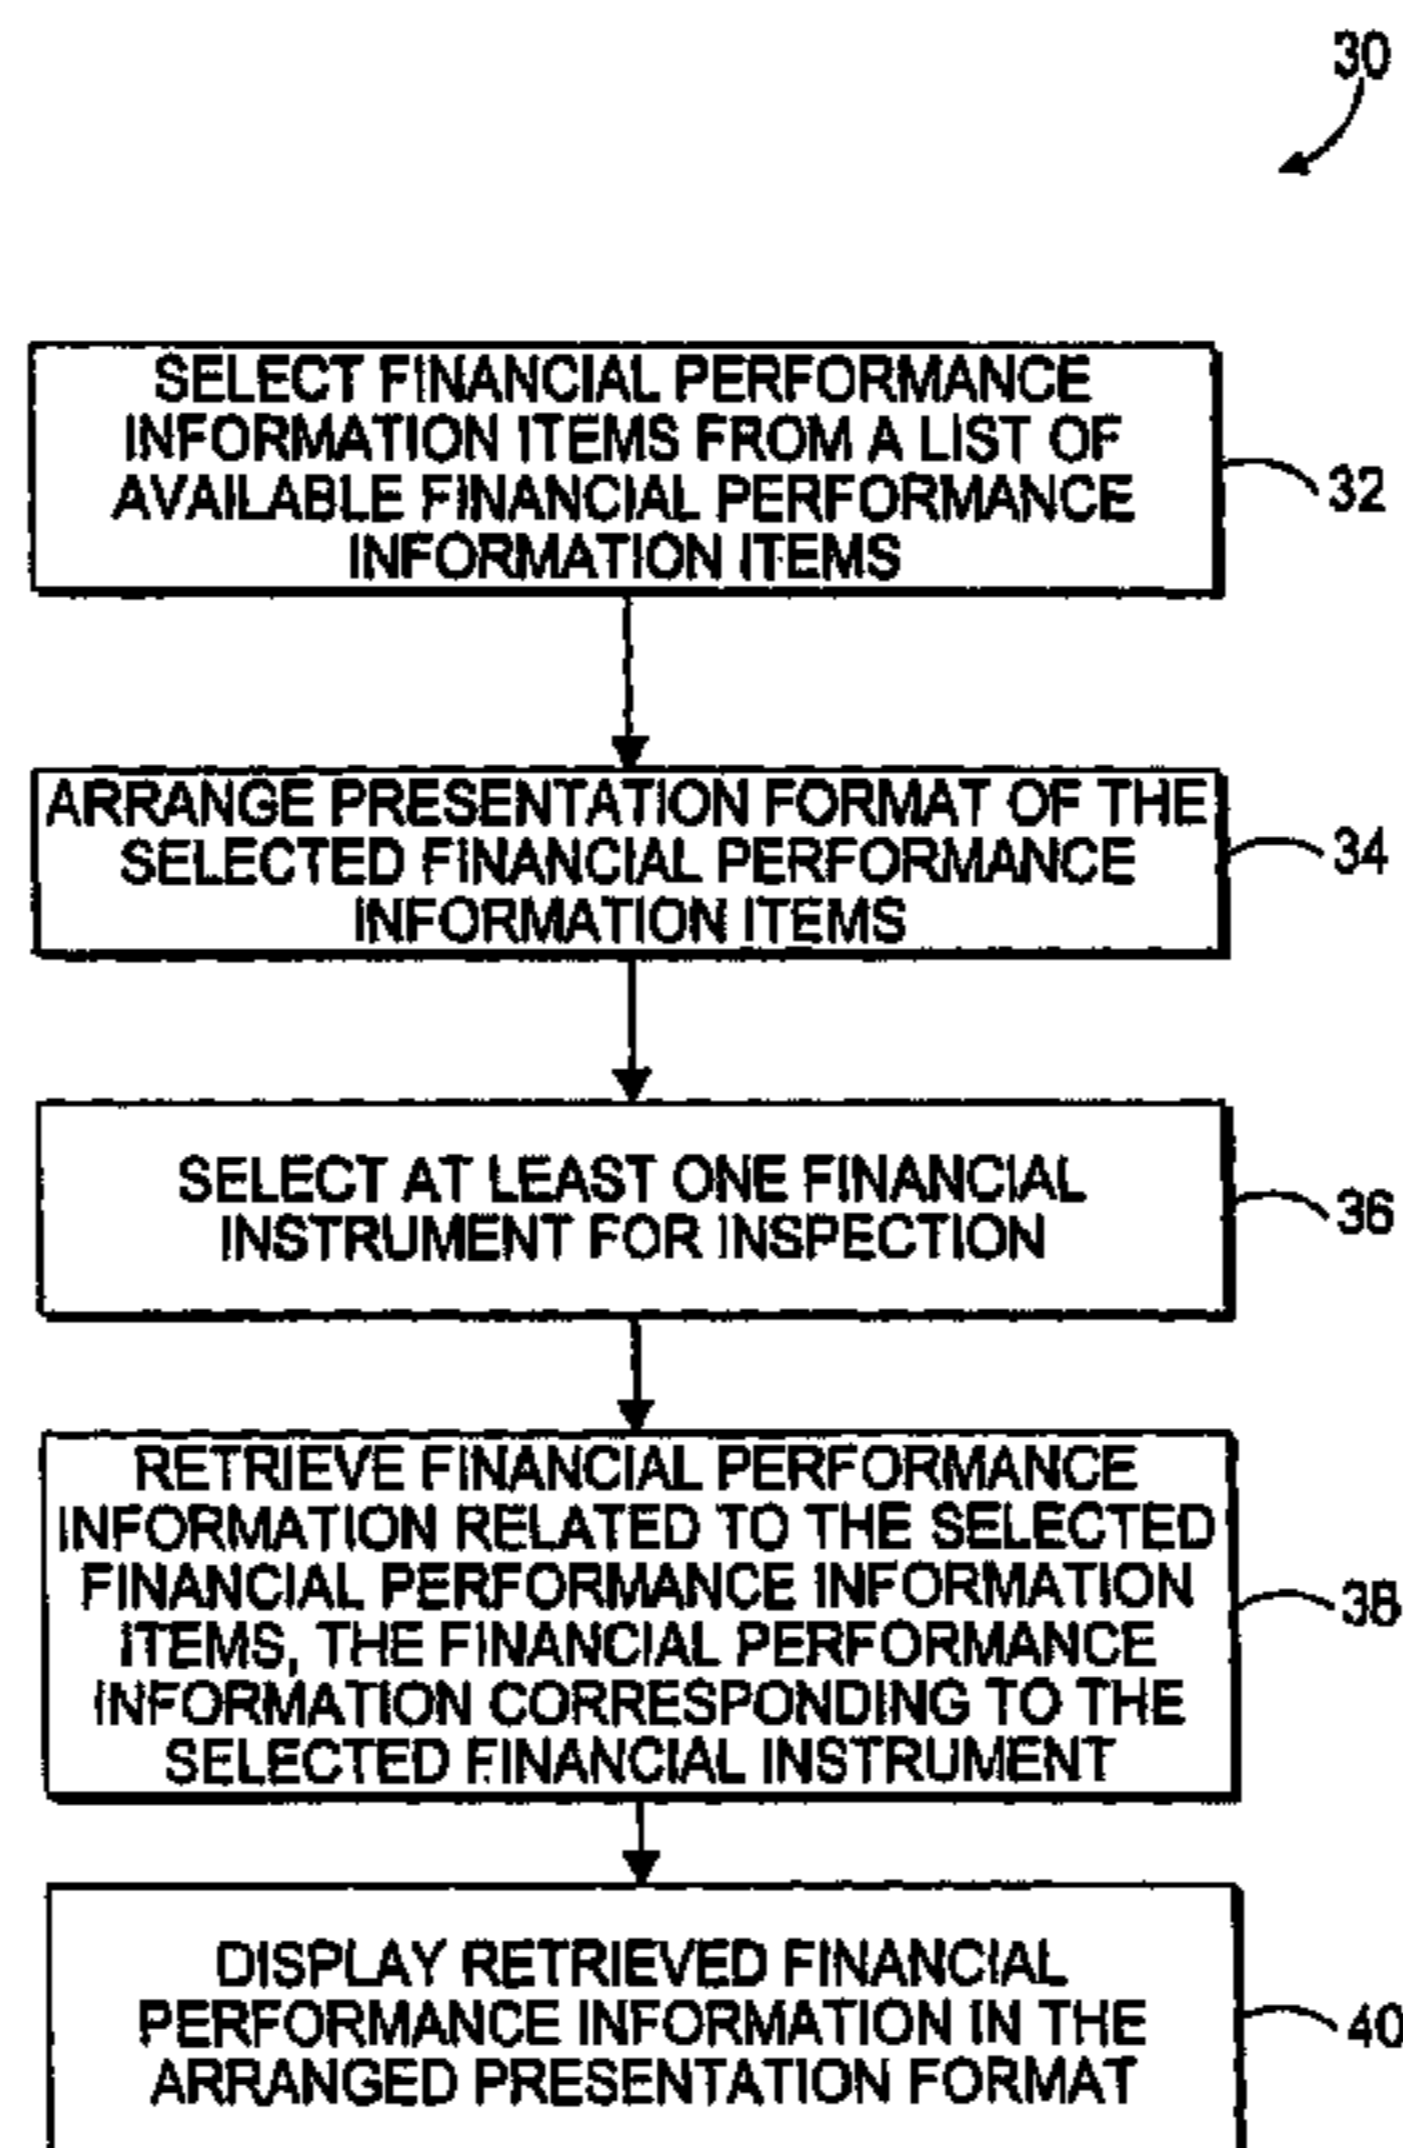 30
SELECT FINANCIAL PERFORMANCE
INFORMATION ITEMS FROM A LIST OF
AVAILABLE FINANCIAL PERFORMANCE
INFORMATION ITEMS
32
ARRANGE PRESENTATION FORMAT OF THE
SELECTED FINANCIAL PERFORMANCE
INFORMATION ITEMS
34
SELECT AT LEAST ONE FINANCIAL
INSTRUMENT FOR INSPECTION
36
RETRIEVE FINANCIAL PERFORMANCE
INFORMATION RELATED TO THE SELECTED
FINANCIAL PERFORMANCE INFORMATION
ITEMS, THE FINANCIAL PERFORMANCE
INFORMATION CORRESPONDING TO THE
SELECTED FINANCIAL INSTRUMENT
38
DISPLAY RETRIEVED FINANCIAL
PERFORMANCE INFORMATION IN THE
ARRANGED PRESENTATION FORMAT
40